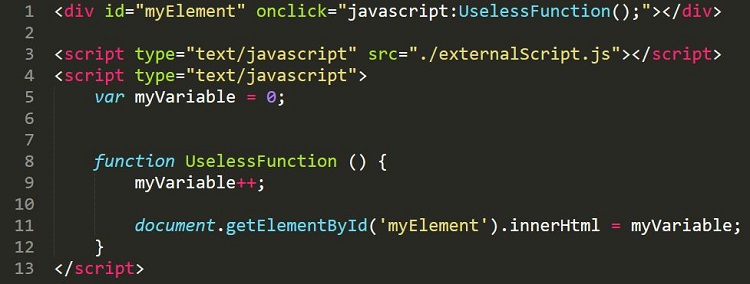 1 <div id="myElement" onclick="javascript:UselessFunction();"></div>
2
3 <script type="text/javascript" src="./externalScript.js"></script>
4 <script type="text/javascript">
5     var myVariable = 0;
6
7
8     function UselessFunction () {
9         myVariable++;
10
11         document.getElementById('myElement').innerHtml = myVariable;
12     }
13 </script>